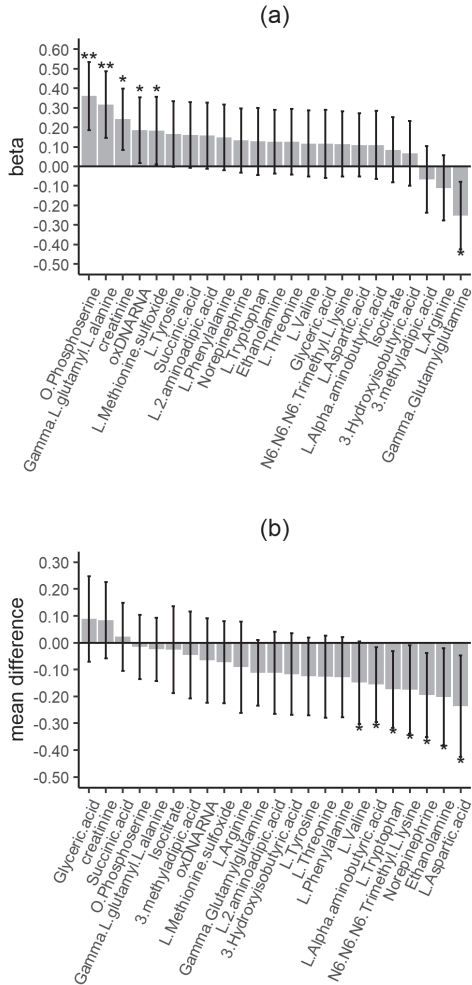 (a)
beta
0.60
0.50
0.40
0.30
0.20
0.10
0.00
-0.10
-0.20
-0.30
-0.40
-0.50
** ** * * * *
O.Phosphoserine
Gamma.L.glutamyl.L.alanine
creatinine
oxDNARNA
L.Methionine.sulfoxide
L.Tyrosine
Succinic.acid
L.2.aminoadipic.acid
L.Phenylalanine
Norepinephrine
L.Tryptophan
Ethanolamine
L.Threonine
L.Valine
Glyceric.acid
N6.N6.N6.Trimethyl.L.lysine
L.Aspartic.acid
L.Alpha.aminobutyric.acid
Isocitrate
3.Hydroxyisobutyric.acid
3.methyladipic.acid
L.Arginine
Gamma.Glutamylglutamine
(b)
mean difference
0.30
0.20
0.10
0.00
-0.10
-0.20
-0.30
-0.40
-0.50
* * * * * * *
Glyceric.acid
creatinine
Succinic.acid
O.Phosphoserine
Gamma.L.glutamyl.L.alanine
Isocitrate
3.methyladipic.acid
oxDNARNA
L.Methionine.sulfoxide
L.Arginine
Gamma.Glutamylglutamine
L.2.aminoadipic.acid
3.Hydroxyisobutyric.acid
L.Tyrosine
L.Threonine
L.Phenylalanine
L.Valine
L.Alpha.aminobutyric.acid
L.Tryptophan
N6.N6.N6.Trimethyl.L.lysine
Norepinephrine
Ethanolamine
L.Aspartic.acid